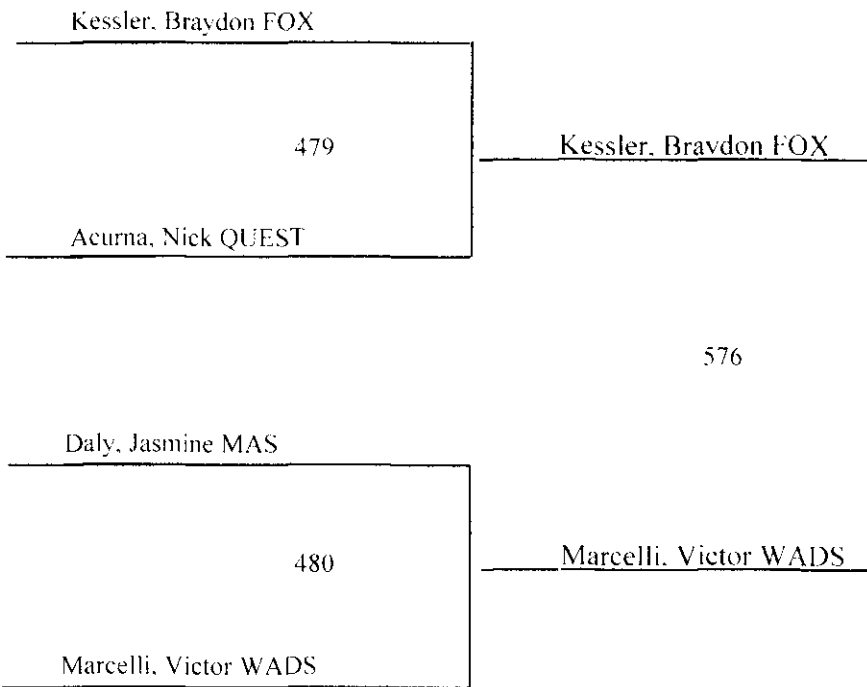 Kessler, Braydon FOX
479
Kessler, Braydon FOX
Acurna, Nick QUEST
576
Daly, Jasmine MAS
480
Marcelli, Victor WADS
Marcelli, Victor WADS